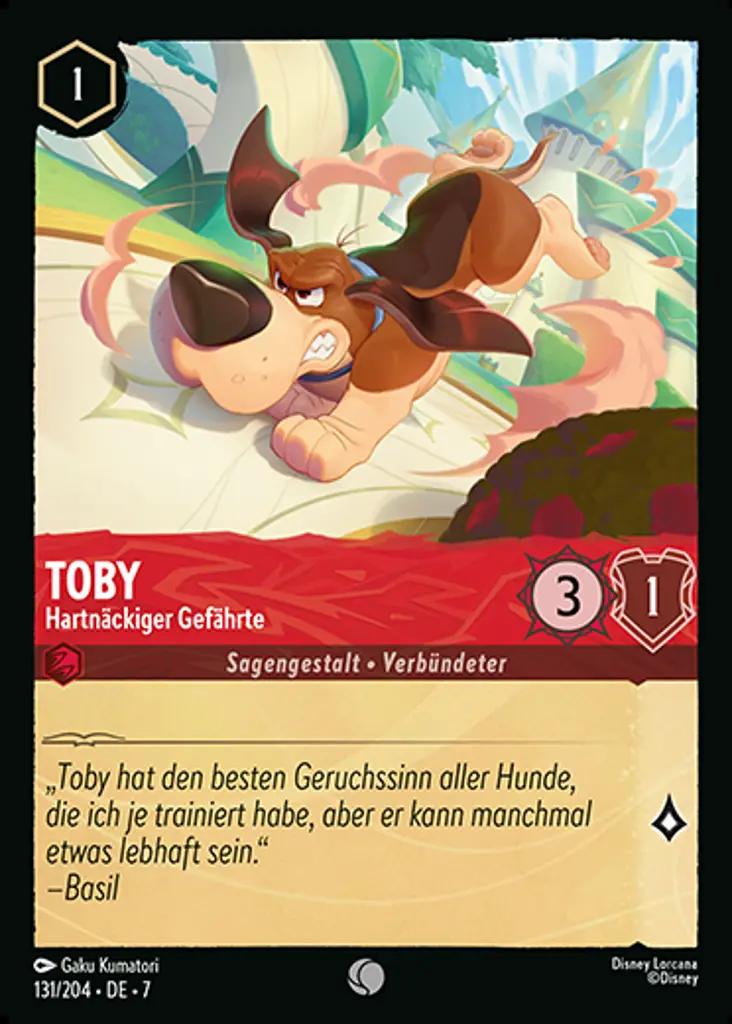 1
TOBY
Hartnäckiger Gefährte
3
1
Sagengestalt • Verbündeter
„Toby hat den besten Geruchssinn aller Hunde,
die ich je trainiert habe, aber er kann manchmal
etwas lebhaft sein.“
–Basil
Gaku Kumatori
Disney Lorcana
131/204 • DE • 7
©Disney